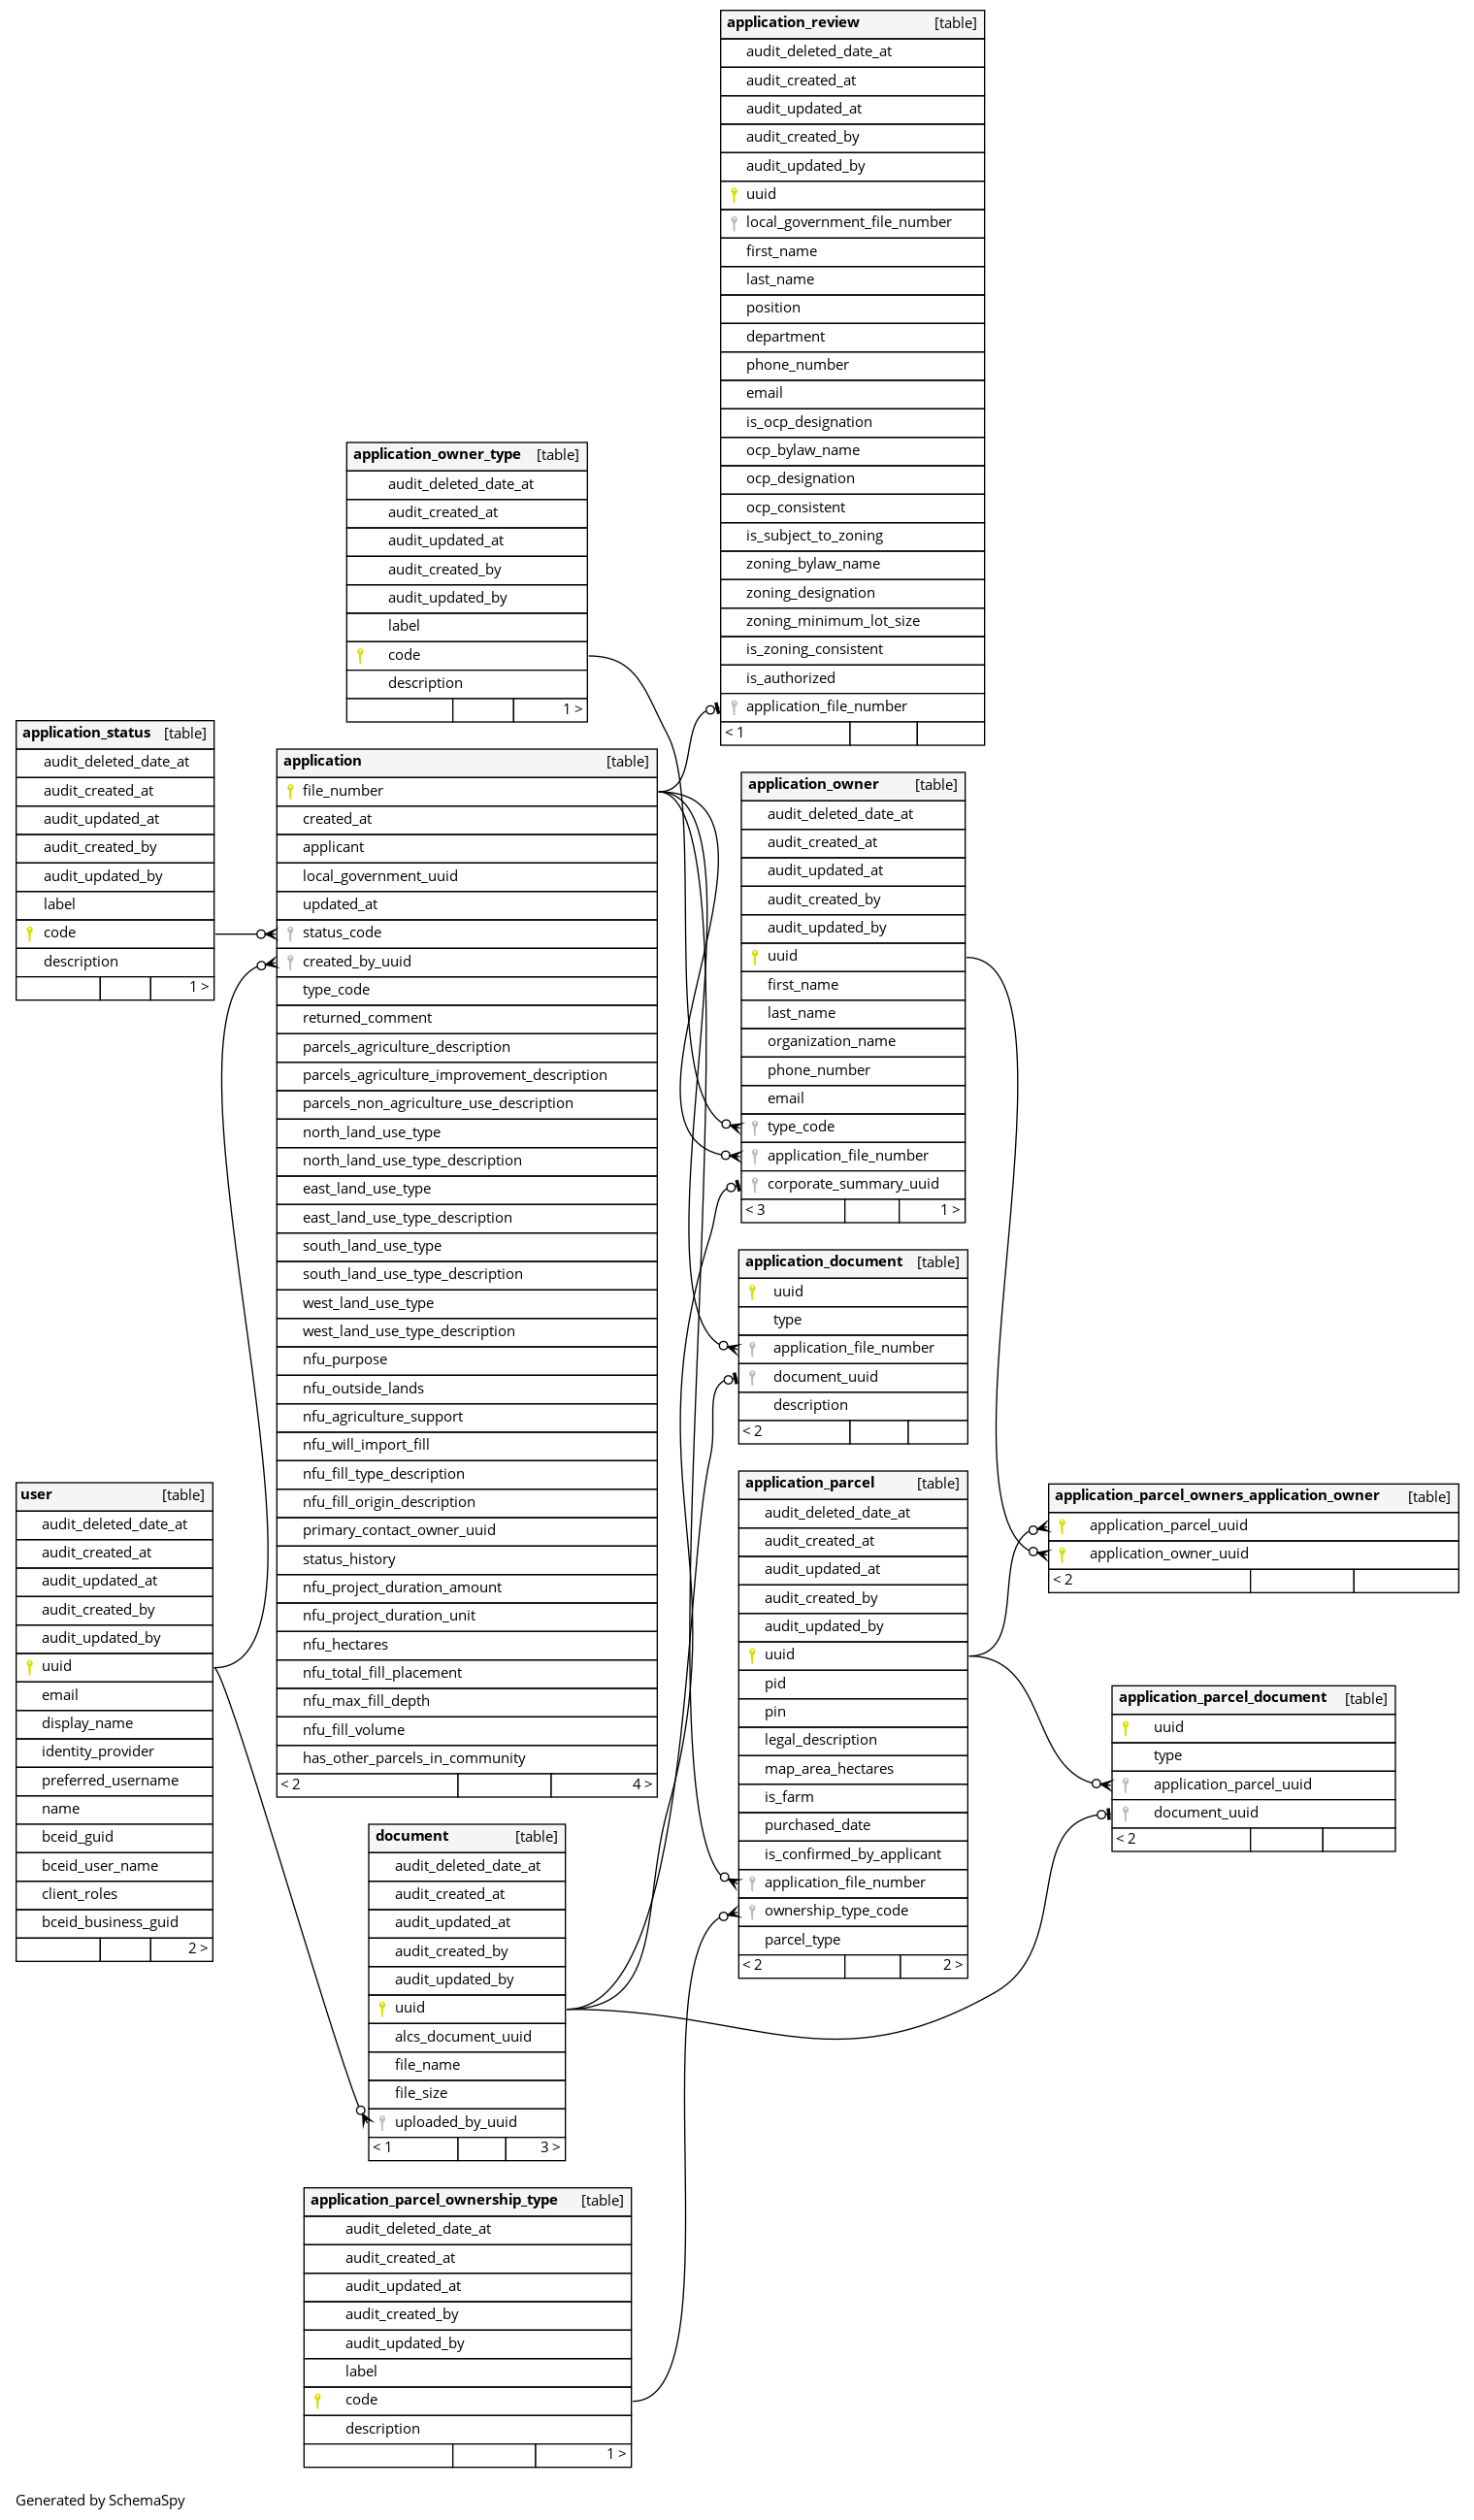 application_review [table]
audit_deleted_date_at
audit_created_at
audit_updated_at
audit_created_by
audit_updated_by
uuid
local_government_file_number
first_name
last_name
position
department
phone_number
email
is_ocp_designation
ocp_bylaw_name
ocp_designation
ocp_consistent
is_subject_to_zoning
zoning_bylaw_name
zoning_designation
zoning_minimum_lot_size
is_zoning_consistent
is_authorized
application_file_number
< 1
application_owner_type [table]
audit_deleted_date_at
audit_created_at
audit_updated_at
audit_created_by
audit_updated_by
label
code
description
1 >
application_status [table]
audit_deleted_date_at
audit_created_at
audit_updated_at
audit_created_by
audit_updated_by
label
code
description
1 >
application [table]
file_number
created_at
applicant
local_government_uuid
updated_at
status_code
created_by_uuid
type_code
returned_comment
parcels_agriculture_description
parcels_agriculture_improvement_description
parcels_non_agriculture_use_description
north_land_use_type
north_land_use_type_description
east_land_use_type
east_land_use_type_description
south_land_use_type
south_land_use_type_description
west_land_use_type
west_land_use_type_description
nfu_purpose
nfu_outside_lands
nfu_agriculture_support
nfu_will_import_fill
nfu_fill_type_description
nfu_fill_origin_description
primary_contact_owner_uuid
status_history
nfu_project_duration_amount
nfu_project_duration_unit
nfu_hectares
nfu_total_fill_placement
nfu_max_fill_depth
nfu_fill_volume
has_other_parcels_in_community
< 2 4 >
application_owner [table]
audit_deleted_date_at
audit_created_at
audit_updated_at
audit_created_by
audit_updated_by
uuid
first_name
last_name
organization_name
phone_number
email
type_code
application_file_number
corporate_summary_uuid
< 3 1 >
application_document [table]
uuid
type
application_file_number
document_uuid
description
< 2
user [table]
audit_deleted_date_at
audit_created_at
audit_updated_at
audit_created_by
audit_updated_by
uuid
email
display_name
identity_provider
preferred_username
name
bceid_guid
bceid_user_name
client_roles
bceid_business_guid
2 >
application_parcel [table]
audit_deleted_date_at
audit_created_at
audit_updated_at
audit_created_by
audit_updated_by
uuid
pid
pin
legal_description
map_area_hectares
is_farm
purchased_date
is_confirmed_by_applicant
application_file_number
ownership_type_code
parcel_type
< 2 2 >
application_parcel_owners_application_owner [table]
application_parcel_uuid
application_owner_uuid
< 2
application_parcel_document [table]
uuid
type
application_parcel_uuid
document_uuid
< 2
document [table]
audit_deleted_date_at
audit_created_at
audit_updated_at
audit_created_by
audit_updated_by
uuid
alcs_document_uuid
file_name
file_size
uploaded_by_uuid
< 1 3 >
application_parcel_ownership_type [table]
audit_deleted_date_at
audit_created_at
audit_updated_at
audit_created_by
audit_updated_by
label
code
description
1 >
Generated by SchemaSpy